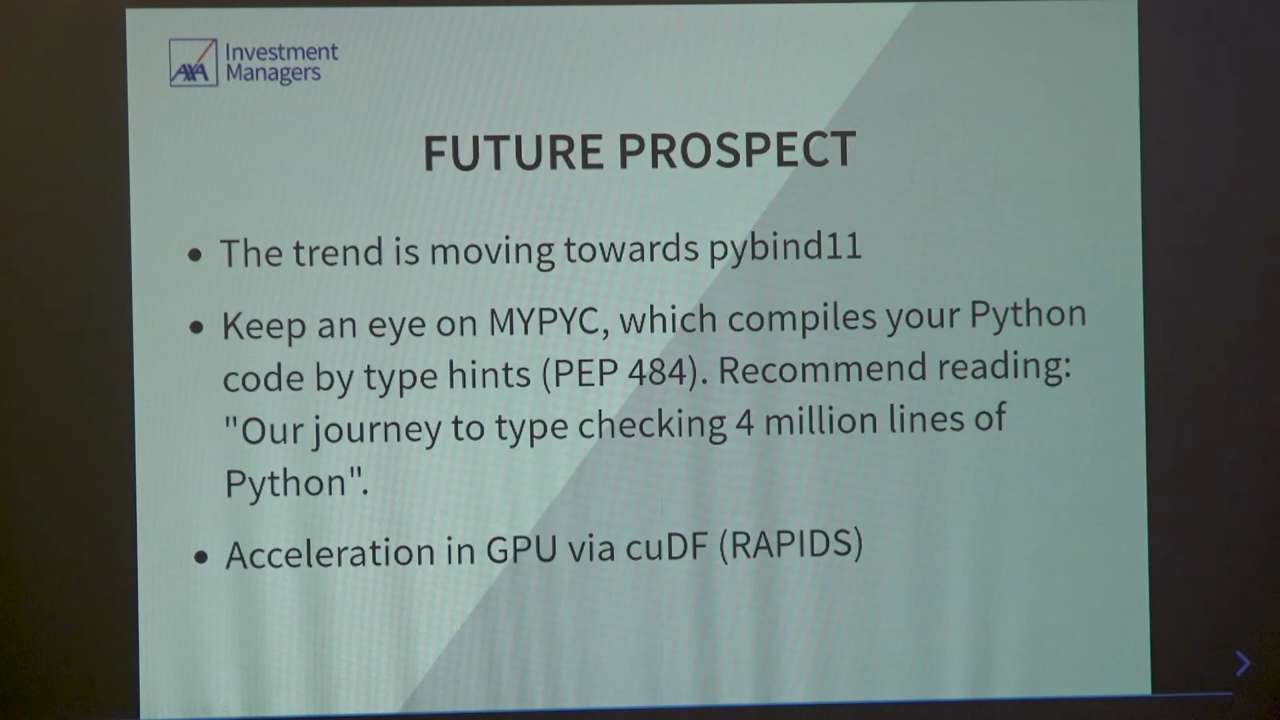 AXA Investment
Managers
FUTURE PROSPECT
• The trend is moving towards pybind11
• Keep an eye on MYPYC, which compiles your Python
code by type hints (PEP 484). Recommend reading:
"Our journey to type checking 4 million lines of
Python".
• Acceleration in GPU via cuDF (RAPIDS)